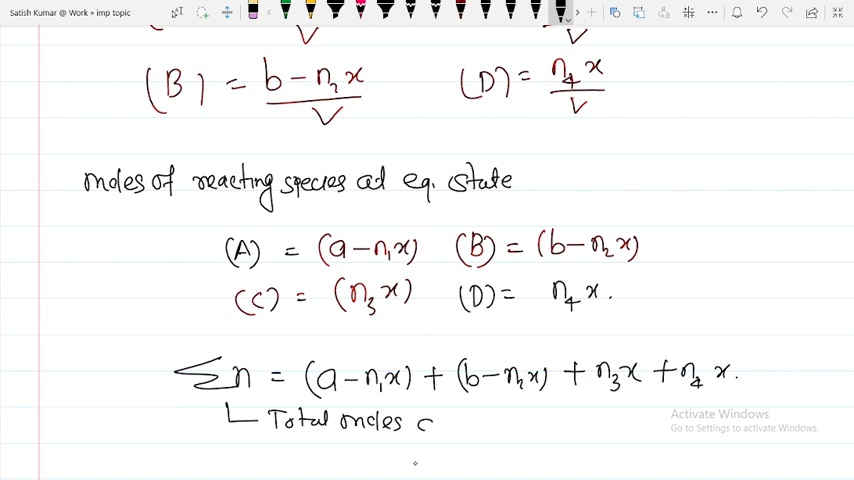 Satish Kumar @ Work » imp topic
V V
(B) = b - n₂x / V (D) = n₄x / V
moles of reacting species at eq. state
(A) = (a - n₁x) (B) = (b - n₂x)
(C) = (n₃x) (D) = n₄x.
Σn = (a - n₁x) + (b - n₂x) + n₃x + n₄x.
Total moles o
Activate Windows
Go to Settings to activate Windows.